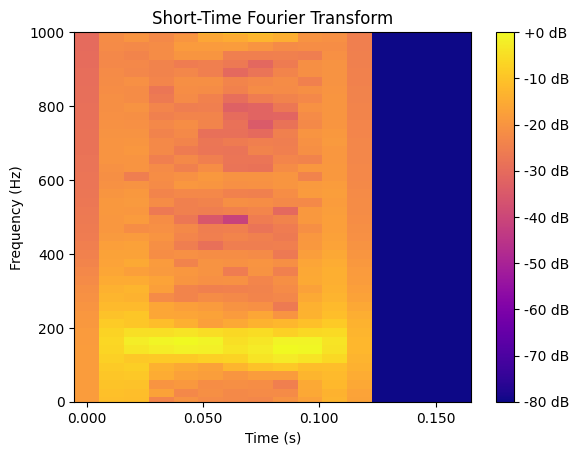 Short-Time Fourier Transform
Frequency (Hz)
1000
800
600
400
200
0
0.000
0.050
0.100
0.150
Time (s)
+0 dB
-10 dB
-20 dB
-30 dB
-40 dB
-50 dB
-60 dB
-70 dB
-80 dB